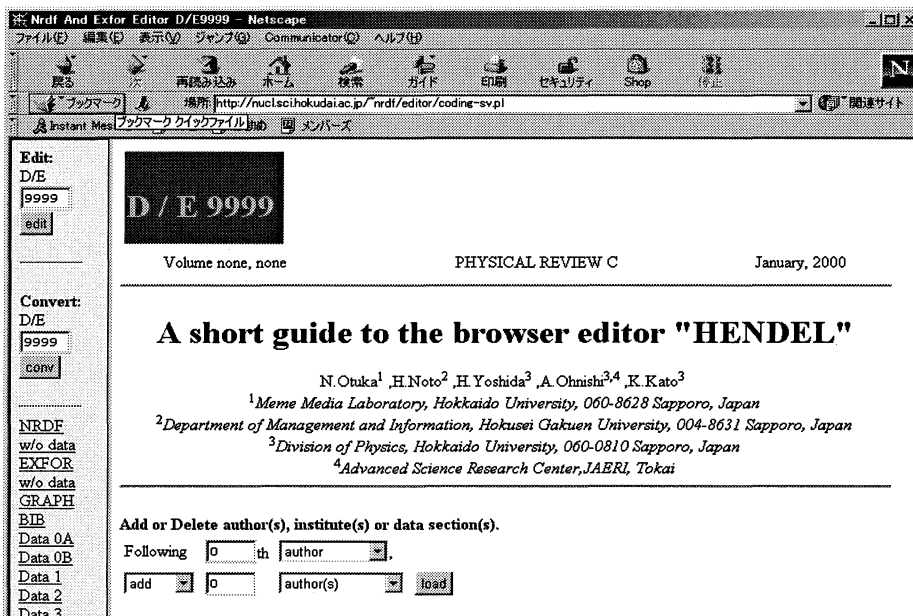 Nrdf And Exfor Editor D/E9999 - Netscape
ファイル(F) 編集(E) 表示(V) ジャンプ(G) Communicator(C) ヘルプ(H)
戻る 次 再読み込み ホーム 検索 ガイド 印刷 セキュリティ Shop 停止
ブックマーク 場所: http://nucl.sci.hokudai.ac.jp/~nrdf/editor/coding-sv.pl 関連サイト
Instant Mes ブックマーク クイックファイル メンバーズ
Edit:
D/E
9999
edit
Convert:
D/E
9999
conv
NRDF
w/o data
EXFOR
w/o data
GRAPH
BIB
Data 0A
Data 0B
Data 1
Data 2
Data 3
D / E 9999
Volume none, none PHYSICAL REVIEW C January, 2000
A short guide to the browser editor "HENDEL"
N.Otuka1 ,H.Noto2 ,H.Yoshida3 ,A.Ohnishi3,4 ,K.Kato3
1Meme Media Laboratory, Hokkaido University, 060-8628 Sapporo, Japan
2Department of Management and Information, Hokusei Gakuen University, 004-8631 Sapporo, Japan
3Division of Physics, Hokkaido University, 060-0810 Sapporo, Japan
4Advanced Science Research Center,JAERI, Tokai
Add or Delete author(s), institute(s) or data section(s).
Following 0 th author ,
add 0 author(s) load